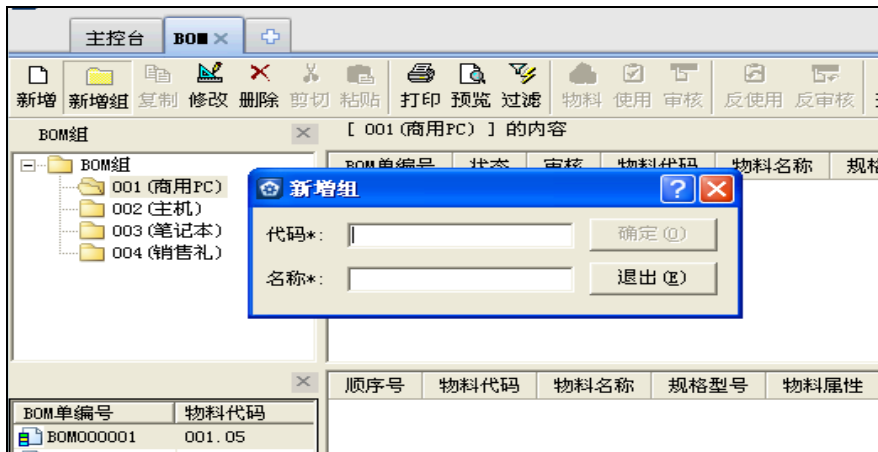 主控台 BOM
新增 新增组 复制 修改 删除 剪切 粘贴 打印 预览 过滤 物料 使用 审核 反使用 反审核
BOM组
[ 001(商用PC) ] 的内容
BOM组
001(商用PC)
002(主机)
003(笔记本)
004(销售礼)
BOM单编号 状态 审核 物料代码 物料名称 规格
新增组
代码*: 确定(O)
名称*: 退出(E)
顺序号 物料代码 物料名称 规格型号 物料属性
BOM单编号 物料代码
BOM000001 001.05